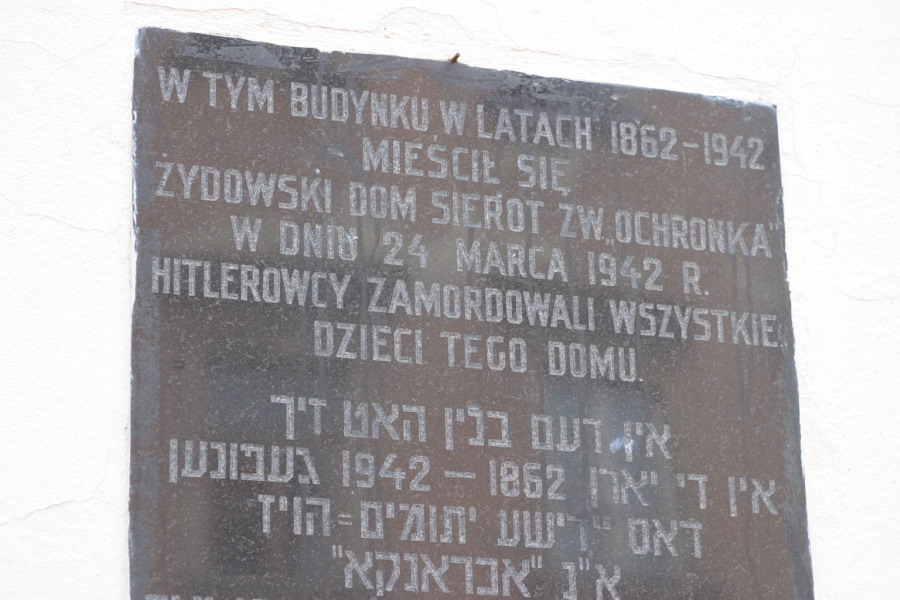 W TYM BUDYNKU W LATACH 1862-1942
MIEŚCIŁ SIĘ
ŻYDOWSKI DOM SIEROT ZW. „OCHRONKA"
W DNIU 24 MARCA 1942 R.
HITLEROWCY ZAMORDOWALI WSZYSTKIE
DZIECI TEGO DOMU.
אין דעם בנין האט זיך
אין די יארן 1862 – 1942 געפונען
דאס יידישע יתומים=הויז
א"נ "אכראנקא"